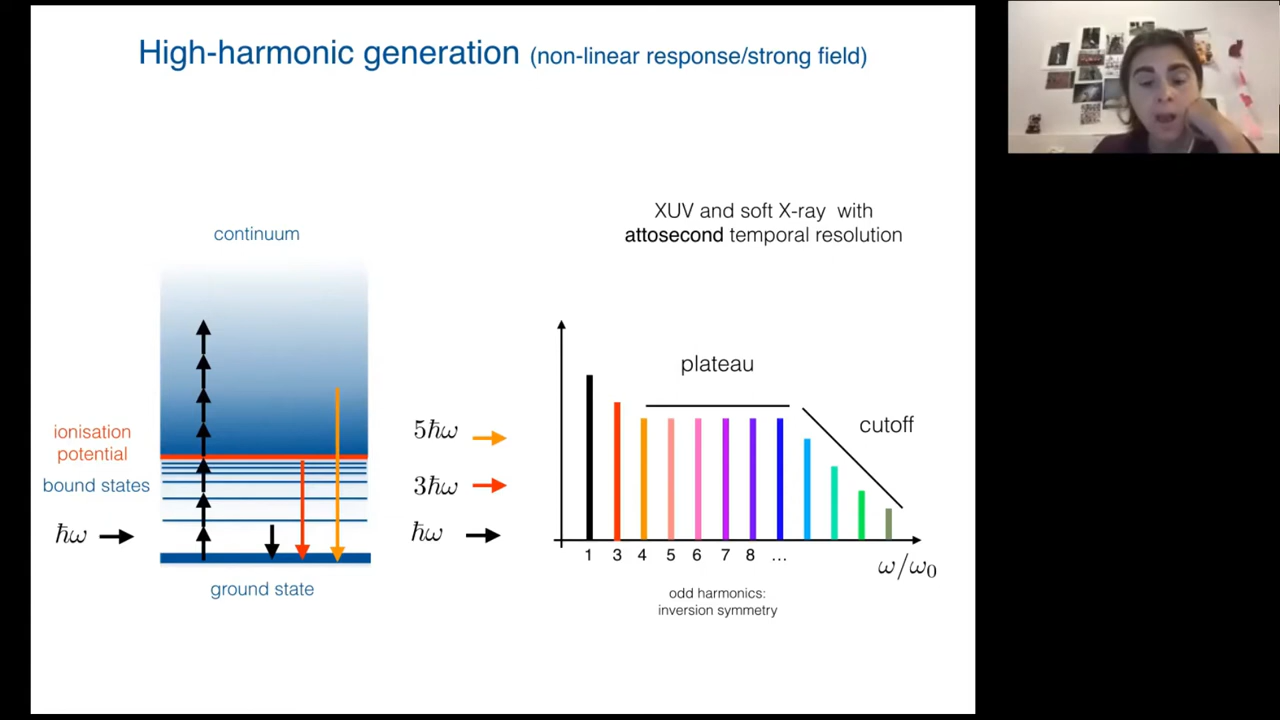 High-harmonic generation (non-linear response/strong field)
continuum
ionisation
potential
bound states
ħω
ground state
5ħω
3ħω
ħω
XUV and soft X-ray with
attosecond temporal resolution
plateau
cutoff
1 3 4 5 6 7 8 ...
ω/ω₀
odd harmonics:
inversion symmetry